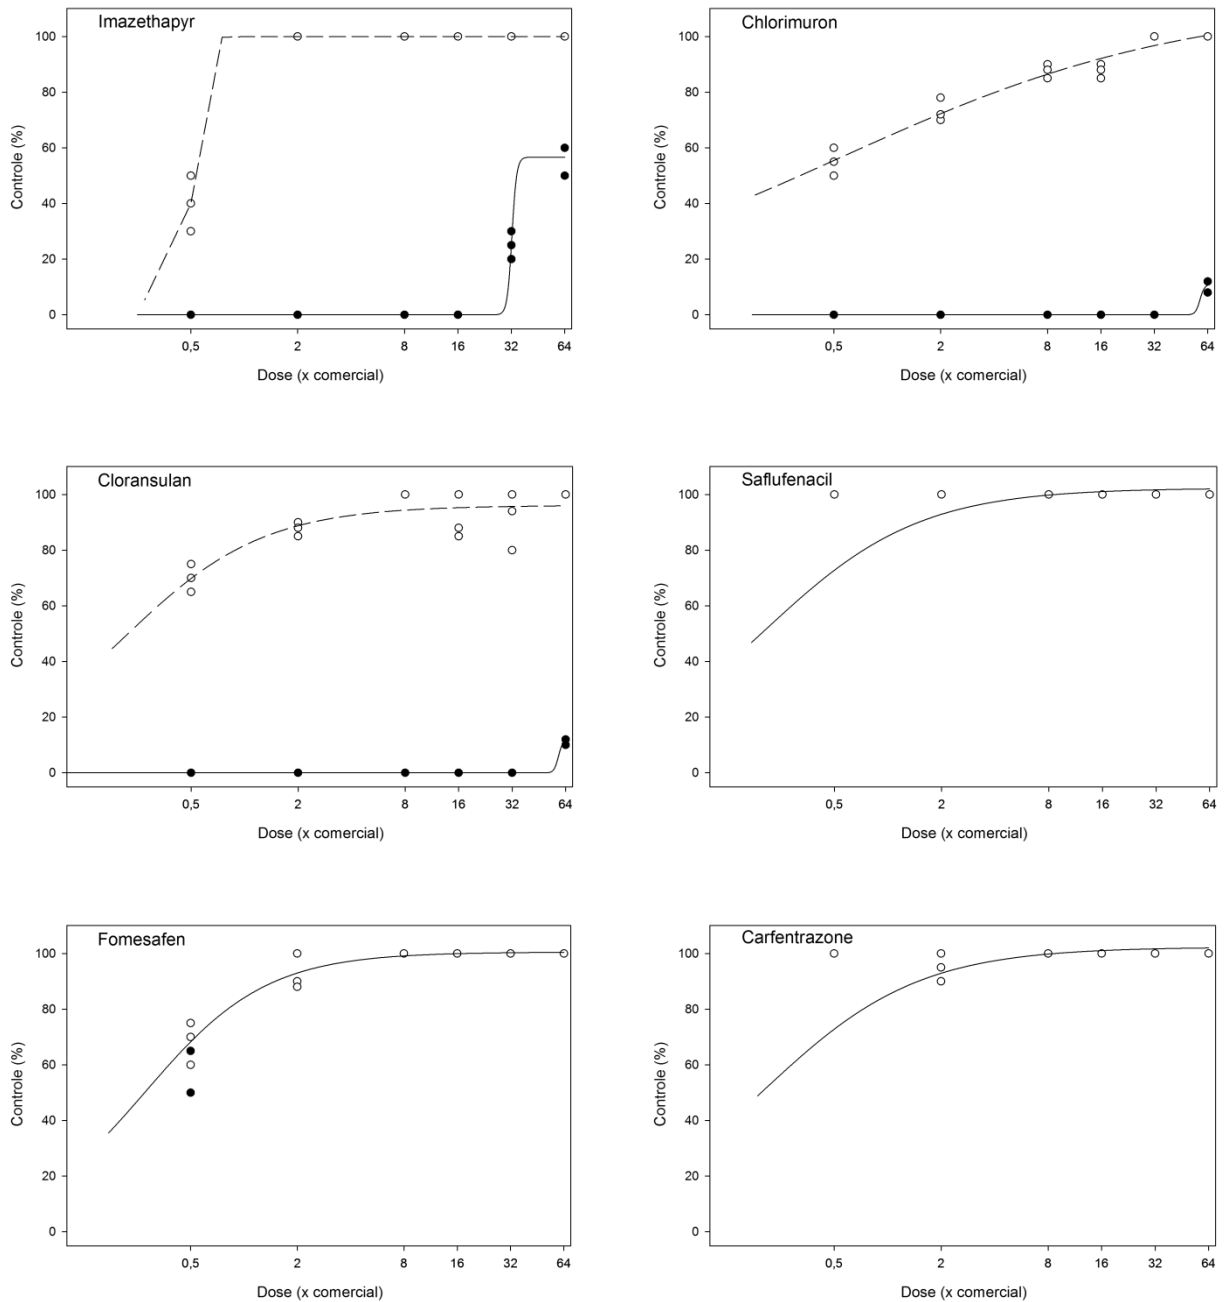 Imazethapyr
Controle (%)
100
80
60
40
20
0
0,5 2 8 16 32 64
Dose (x comercial)
Chlorimuron
Controle (%)
100
80
60
40
20
0
0,5 2 8 16 32 64
Dose (x comercial)
Cloransulan
Controle (%)
100
80
60
40
20
0
0,5 2 8 16 32 64
Dose (x comercial)
Saflufenacil
Controle (%)
100
80
60
40
20
0
0,5 2 8 16 32 64
Dose (x comercial)
Fomesafen
Controle (%)
100
80
60
40
20
0
0,5 2 8 16 32 64
Dose (x comercial)
Carfentrazone
Controle (%)
100
80
60
40
20
0
0,5 2 8 16 32 64
Dose (x comercial)